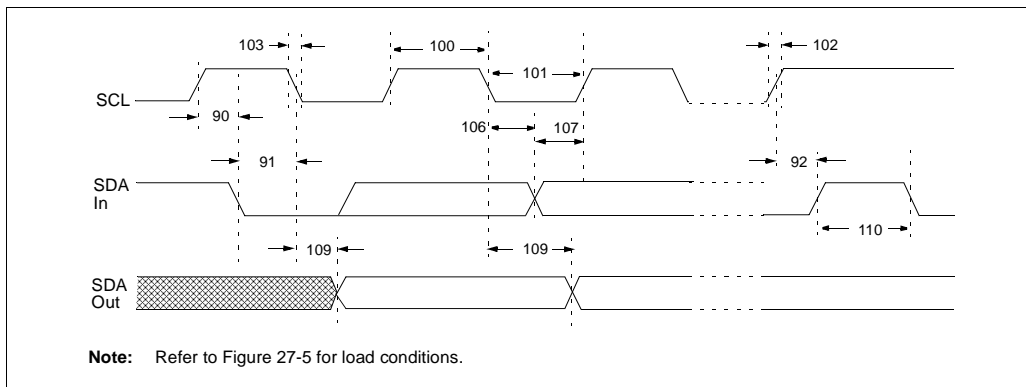 103 100 102
101
SCL
90 106 107
91 92
SDA
In
110
109 109
SDA
Out
Note: Refer to Figure 27-5 for load conditions.